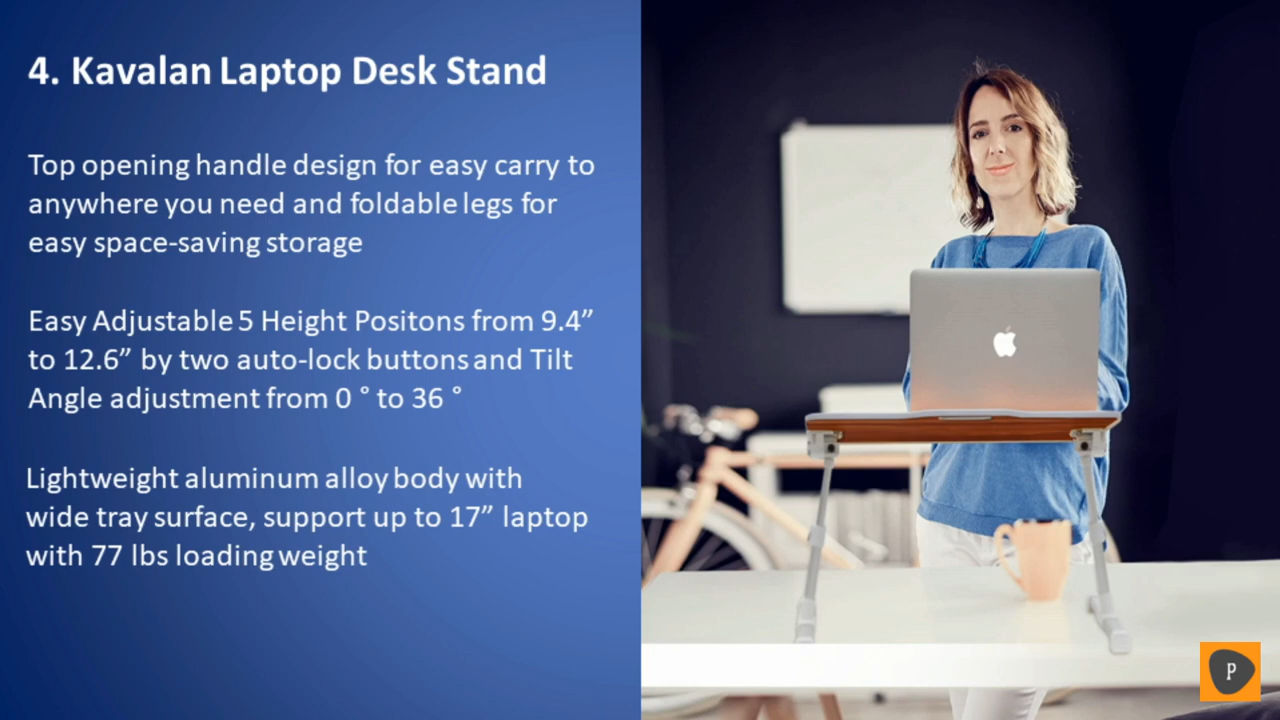 4. Kavalan Laptop Desk Stand
Top opening handle design for easy carry to
anywhere you need and foldable legs for
easy space-saving storage
Easy Adjustable 5 Height Positons from 9.4”
to 12.6” by two auto-lock buttons and Tilt
Angle adjustment from 0 ° to 36 °
Lightweight aluminum alloy body with
wide tray surface, support up to 17” laptop
with 77 lbs loading weight
P